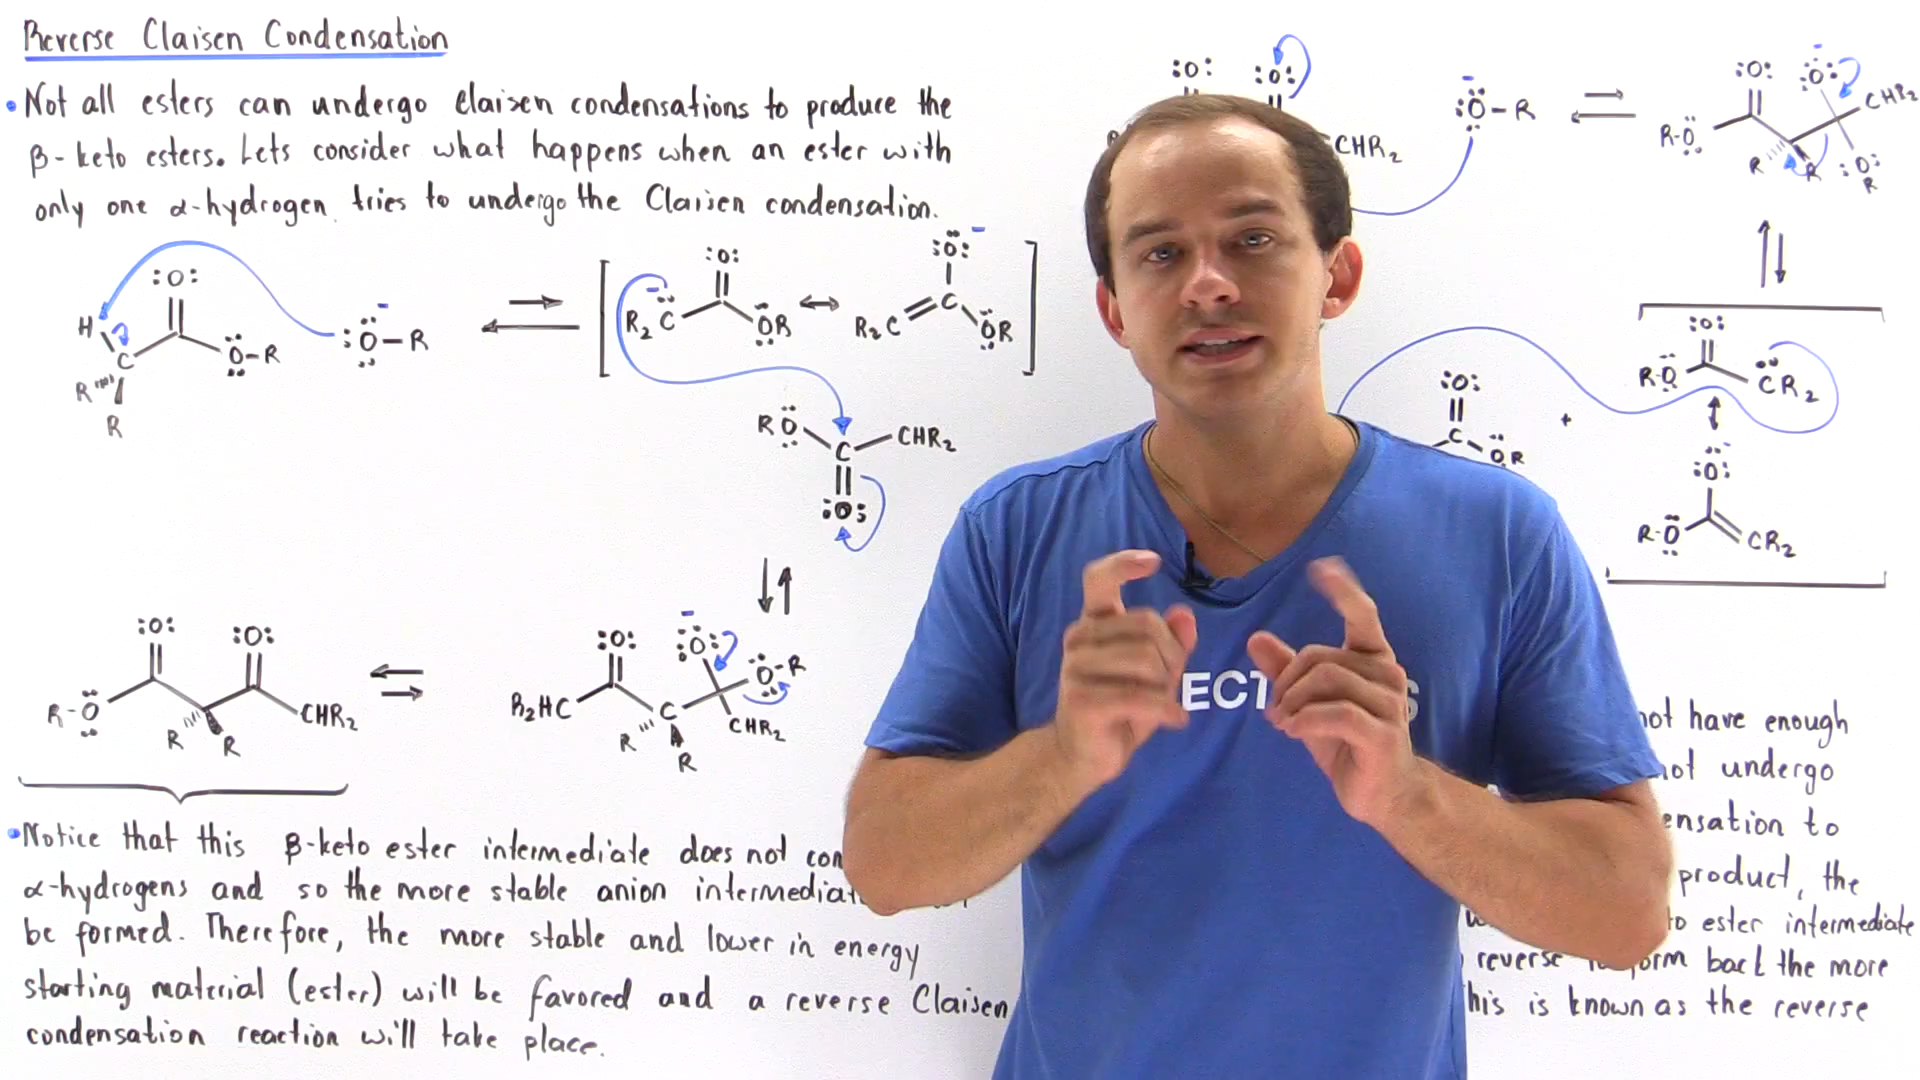 Reverse Claisen Condensation
• Not all esters can undergo Claisen condensations to produce the
β-keto esters. Lets consider what happens when an ester with
only one α-hydrogen tries to undergo the Claisen condensation.
:O:
H
C
R
R
O-R
:O-R
:O:
R₂C
OR
:O:
R₂C
C
OR
RO
C
CHR₂
:O:
:O:
:O:
R-O
R
R
CHR₂
:O:
:O:
O-R
R₂HC
C
R
R
CHR₂
• Notice that this β-keto ester intermediate does not con
α-hydrogens and so the more stable anion intermediat
be formed. Therefore, the more stable and lower in energy
starting material (ester) will be favored and a reverse Claisen
condensation reaction will take place.
:O:
:O:
CHR₂
:O-R
:O:
:O:
CHR₂
R-O
R
R
:O:
R
:O:
C
OR
+
:O:
R-O
CR₂
:O:
R-O
CR₂
ECT S
not have enough
not undergo
ensation to
product, the
to ester intermediate
reverse to form back the more
his is known as the reverse